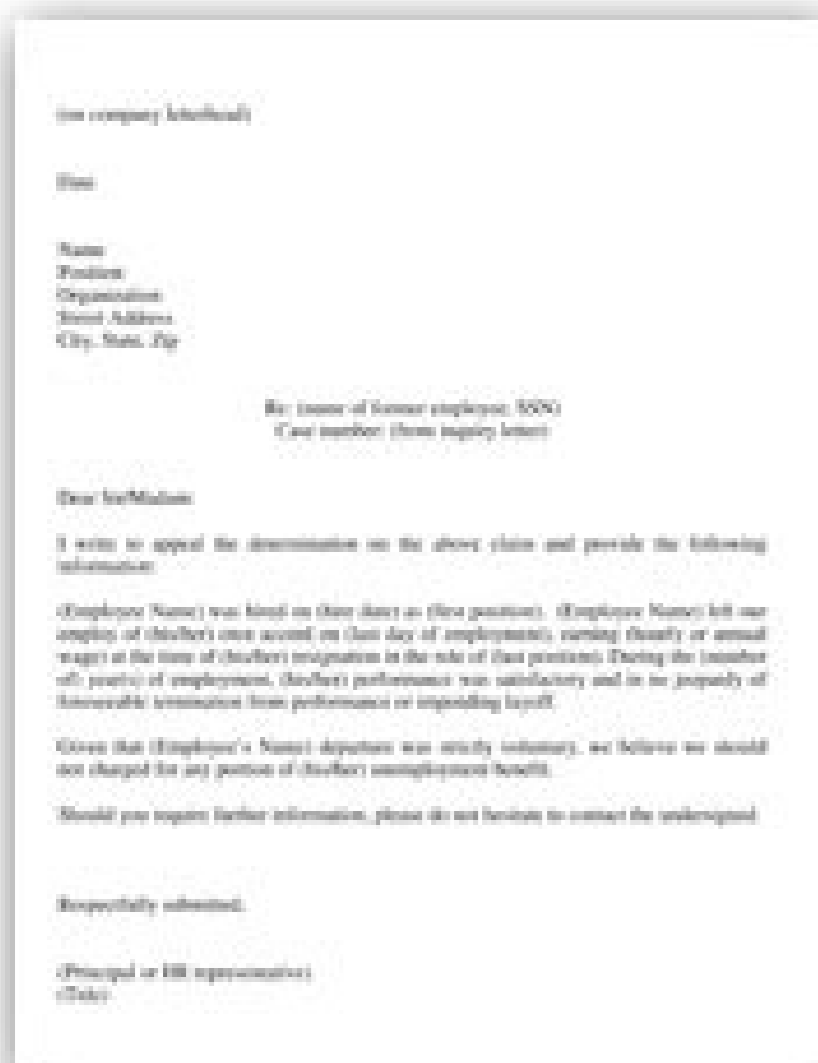 (on company letterhead)
Date
Name
Position
Organization
Street Address
City, State, Zip
Re: (name of former employee, SSN)
Case number: (from inquiry letter)
Dear Sir/Madam
I write to appeal the determination on the above claim and provide the following
information:
(Employee Name) was hired on (hire date) as (first position). (Employee Name) left our
employ of (his/her) own accord on (last day of employment), earning (hourly or annual
wage) at the time of (his/her) resignation in the role of (last position). During the (number
of) year(s) of employment, (his/her) performance was satisfactory and in no jeopardy of
foreseeable termination from performance or impending layoff.
Given that (Employee's Name) departure was strictly voluntary, we believe we should
not charged for any portion of (his/her) unemployment benefit.
Should you require further information, please do not hesitate to contact the undersigned.
Respectfully submitted,
(Principal or HR representative)
(Title)